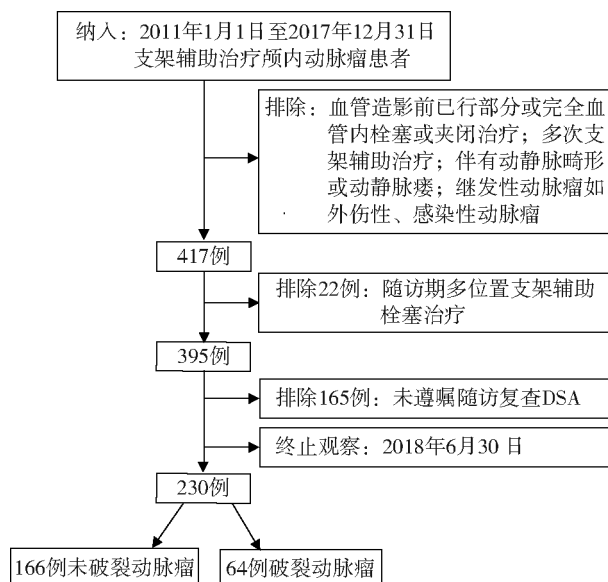 纳入：2011年1月1日至2017年12月31日
支架辅助治疗颅内动脉瘤患者
排除：血管造影前已行部分或完全血
管内栓塞或夹闭治疗；多次支
架辅助治疗；伴有动静脉畸形
或动静脉瘘；继发性动脉瘤如
外伤性、感染性动脉瘤
417例
排除22例：随访期多位置支架辅助
栓塞治疗
395例
排除165例：未遵嘱随访复查DSA
终止观察：2018年6月30日
230例
166例未破裂动脉瘤
64例破裂动脉瘤